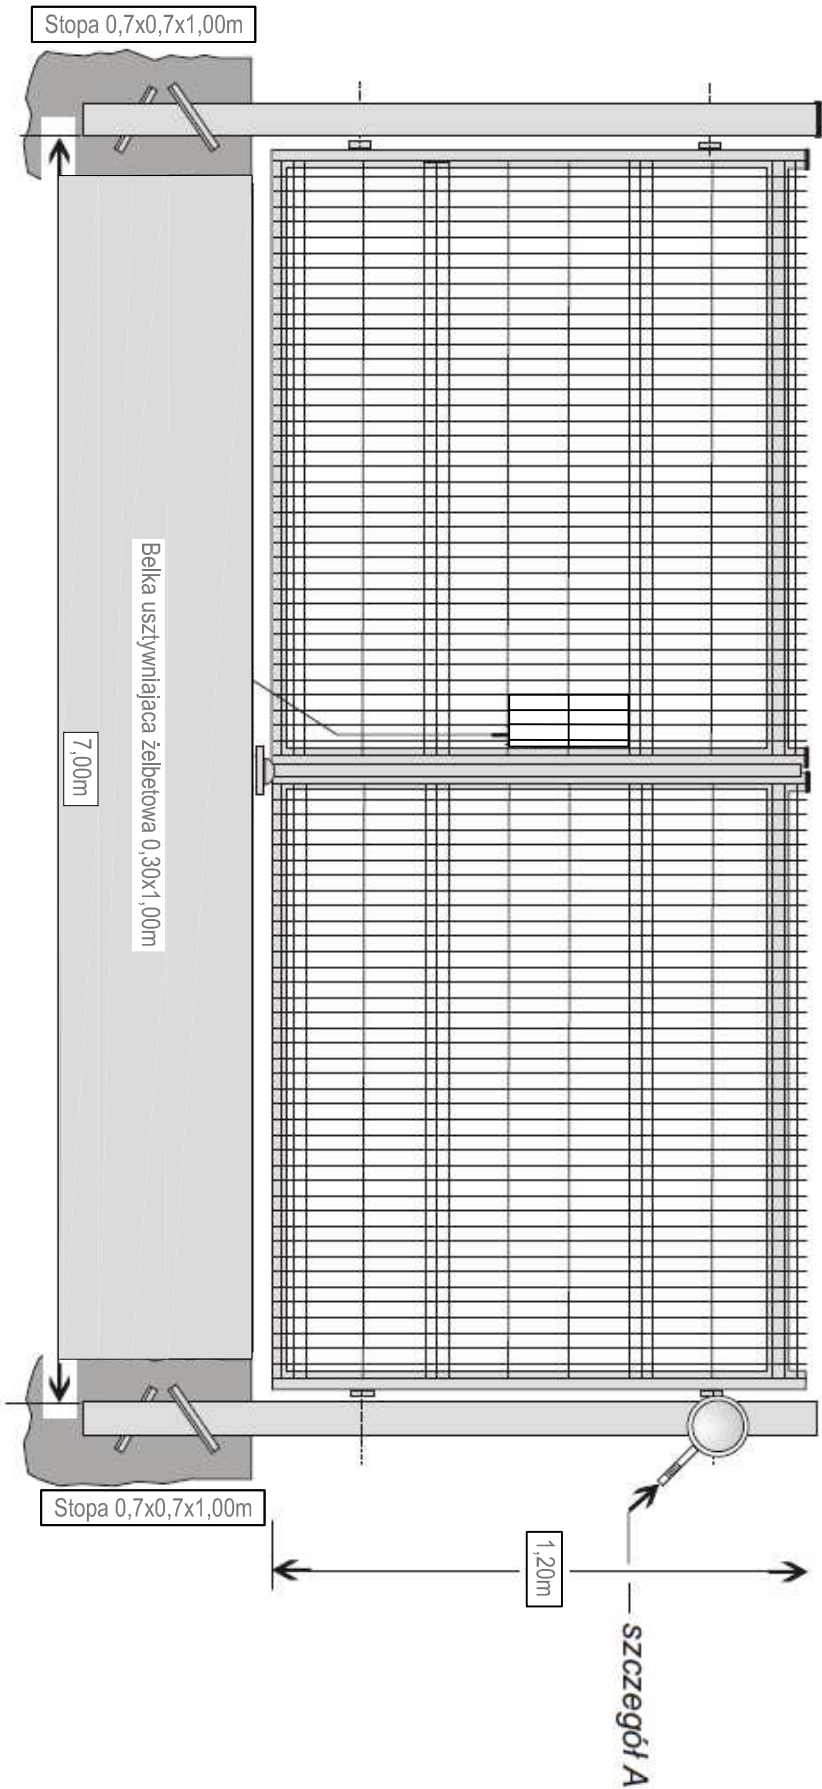 Stopa 0,7x0,7x1,00m
Belka usztywniajaca żelbetowa 0,30x1,00m
7,00m
Stopa 0,7x0,7x1,00m
1,20m
szczegół A